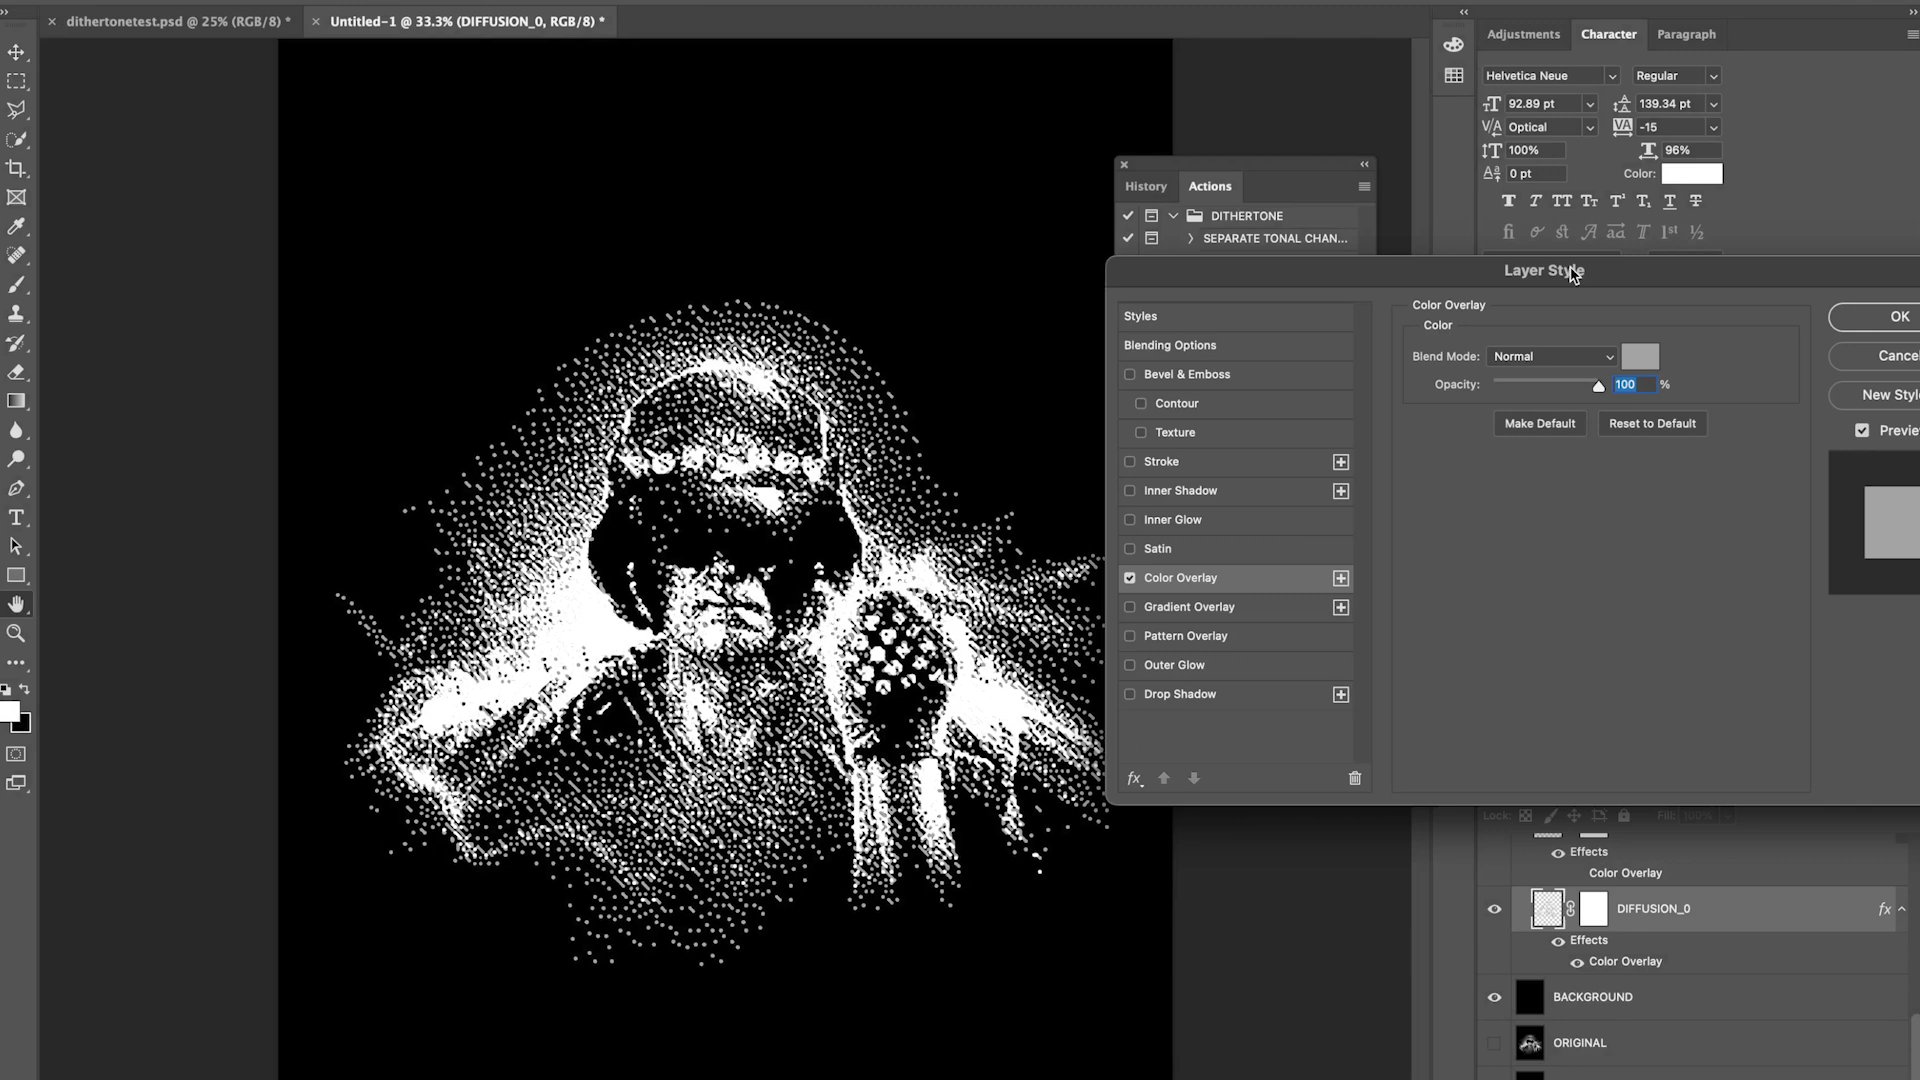 dithertonetest.psd @ 25% (RGB/8) *
Untitled-1 @ 33.3% (DIFFUSION_0, RGB/8) *
Adjustments
Character
Paragraph
Helvetica Neue
Regular
92.89 pt
139.34 pt
Optical
-15
100%
96%
0 pt
Color:
History
Actions
DITHERTONE
SEPARATE TONAL CHAN...
Layer Style
Styles
Blending Options
Bevel & Emboss
Contour
Texture
Stroke
Inner Shadow
Inner Glow
Satin
Color Overlay
Gradient Overlay
Pattern Overlay
Outer Glow
Drop Shadow
fx
Color Overlay
Color
Blend Mode:
Normal
Opacity:
100
%
Make Default
Reset to Default
OK
Cancel
New Style
Preview
Lock:
Fill:
100%
Effects
Color Overlay
DIFFUSION_0
fx
Effects
Color Overlay
BACKGROUND
ORIGINAL